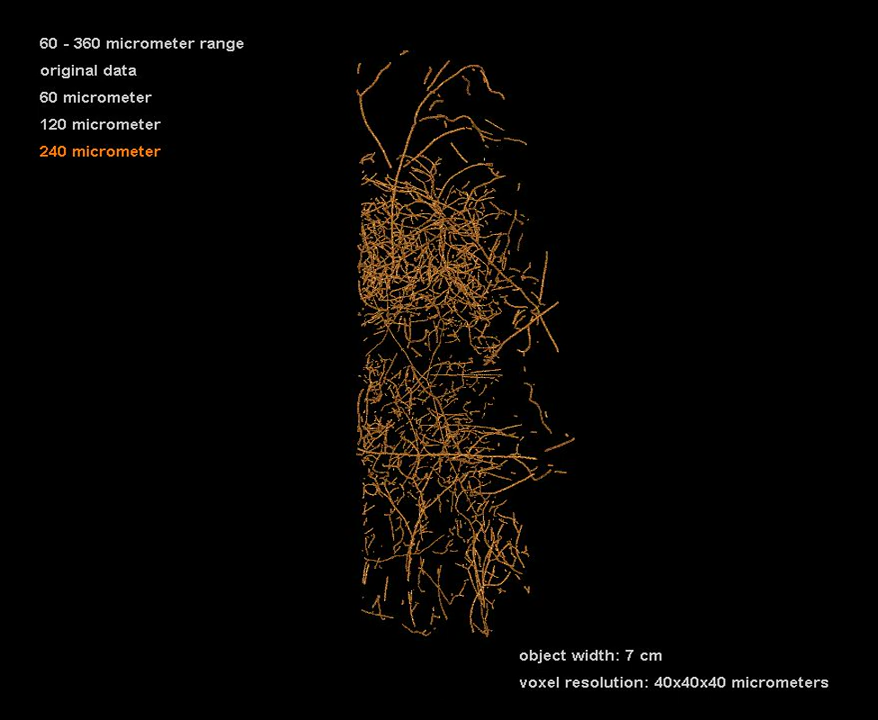 60 - 360 micrometer range
original data
60 micrometer
120 micrometer
240 micrometer
object width: 7 cm
voxel resolution: 40x40x40 micrometers